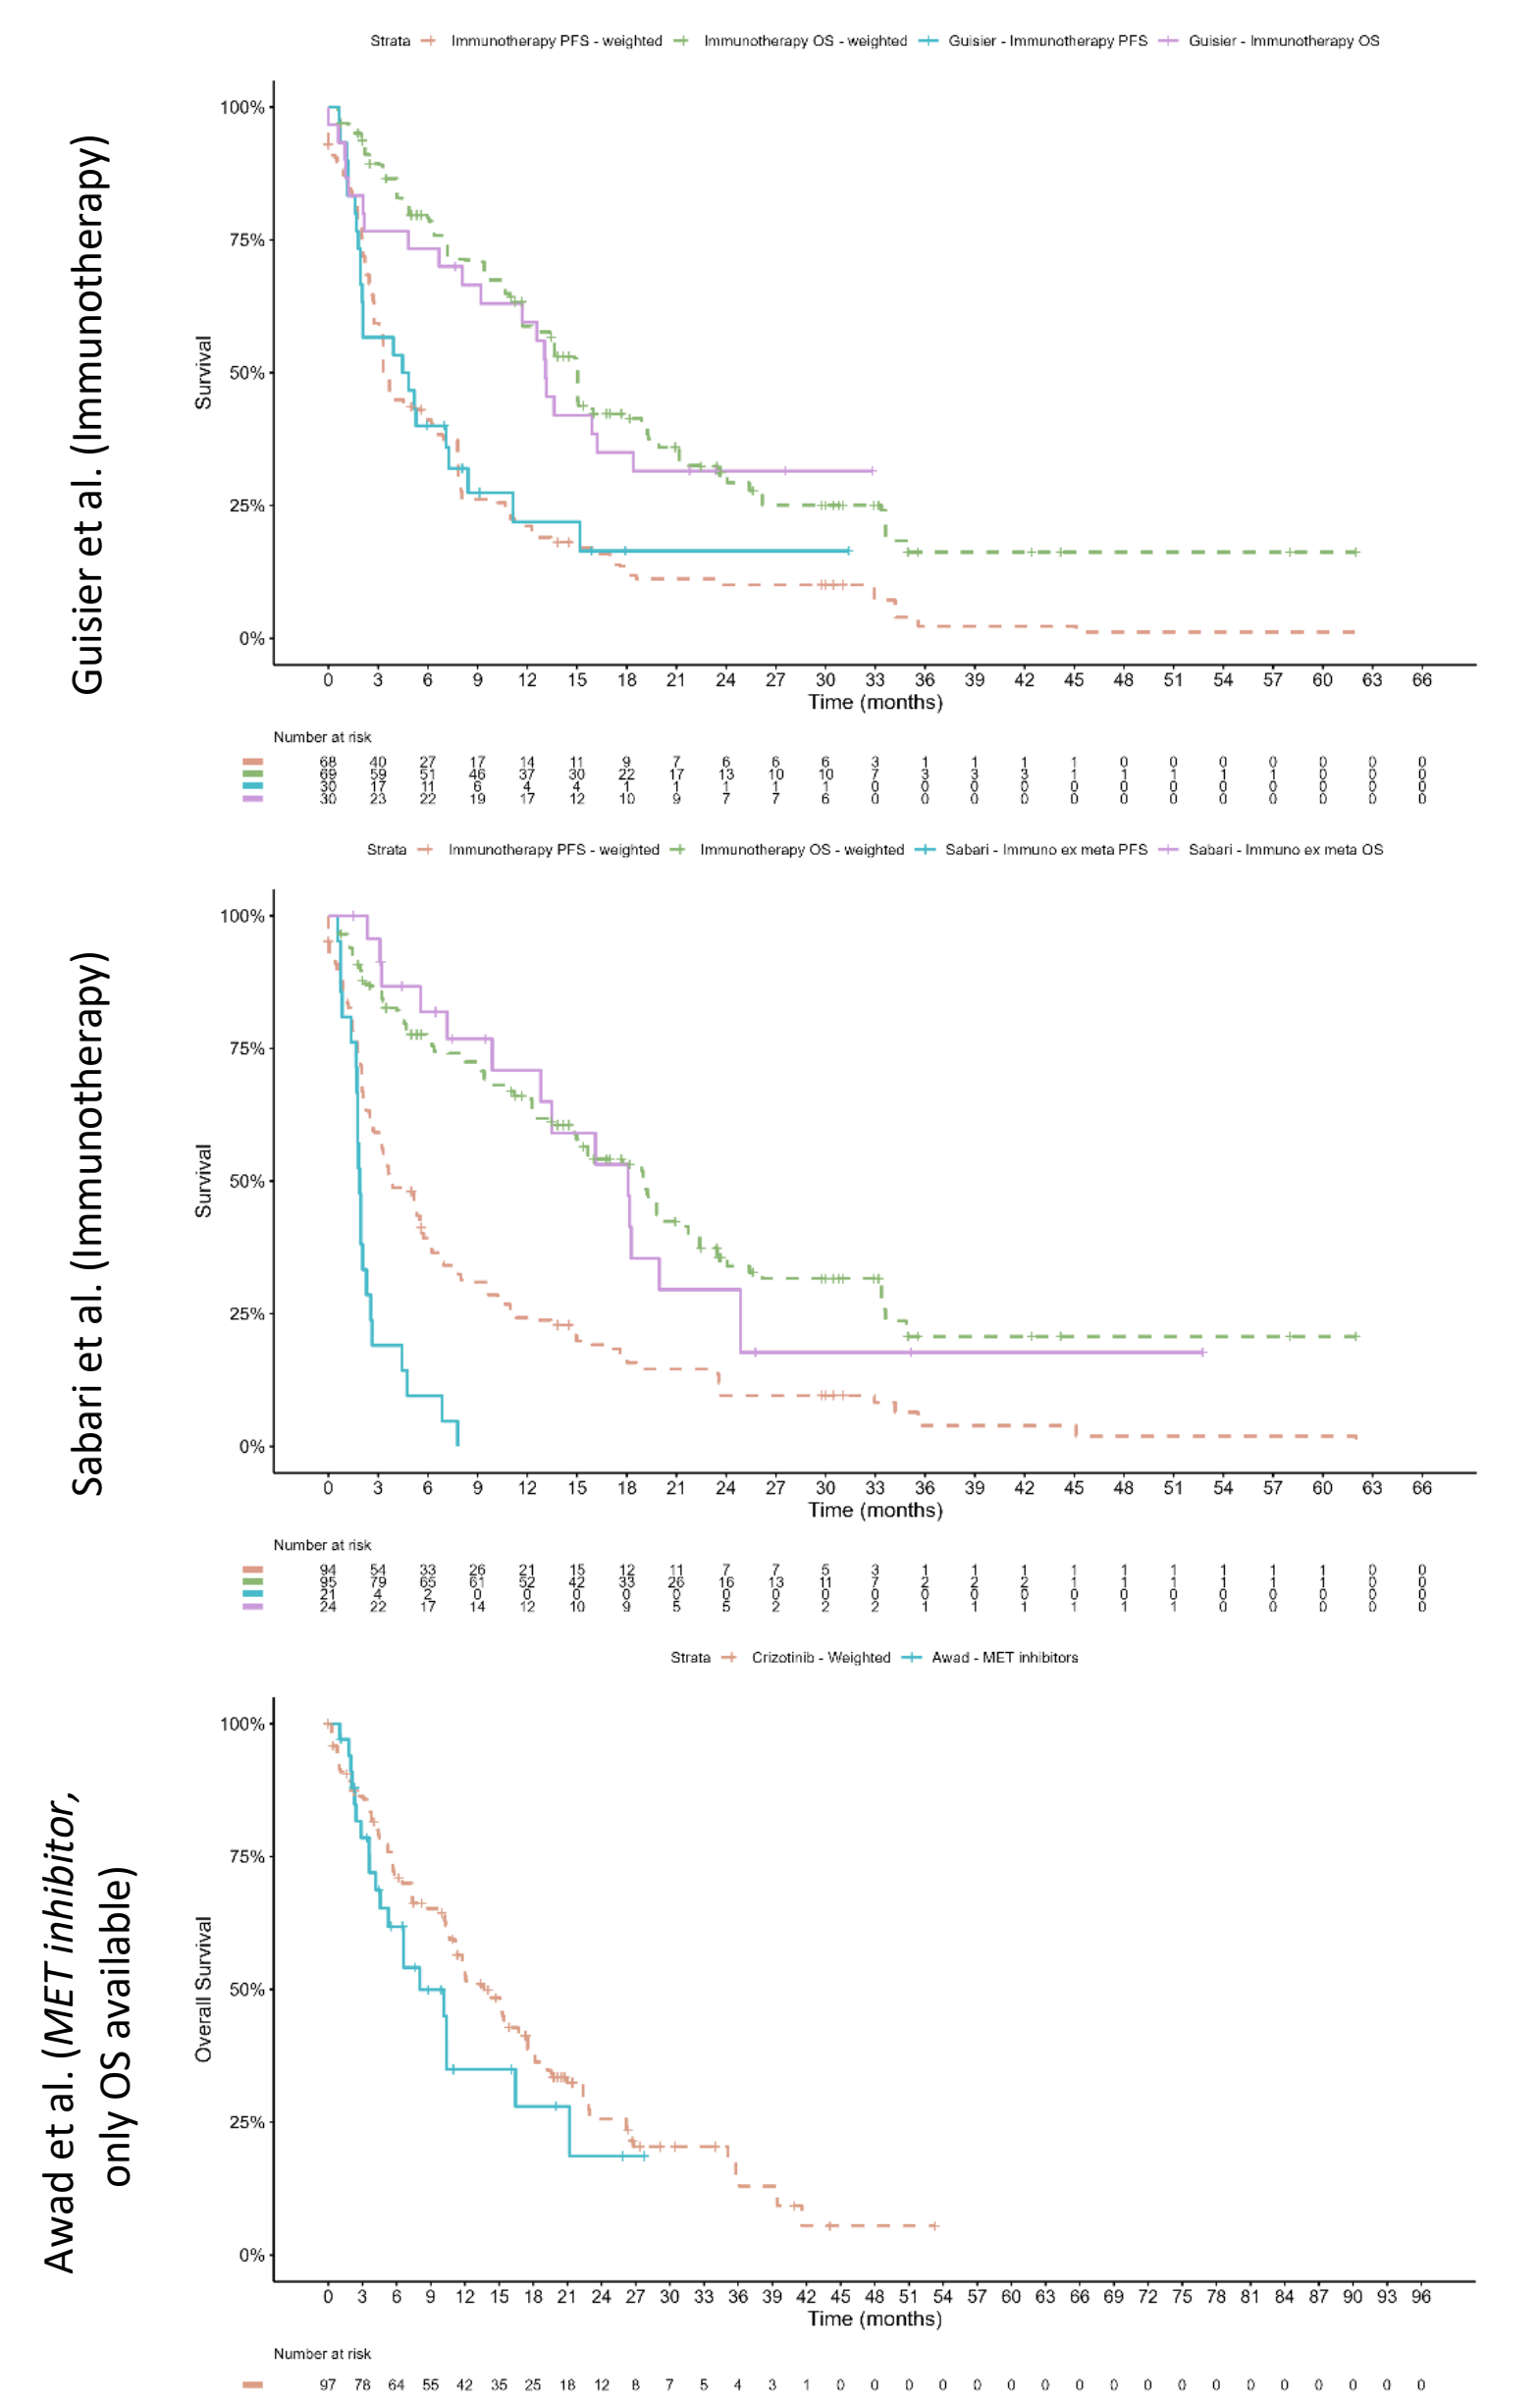 Guisier et al. (Immunotherapy)
Strata Immunotherapy PFS - weighted Immunotherapy OS - weighted Guisier - Immunotherapy PFS Guisier - Immunotherapy OS
Survival
100%
75%
50%
25%
0%
0 3 6 9 12 15 18 21 24 27 30 33 36 39 42 45 48 51 54 57 60 63 66
Time (months)
Number at risk
68 40 27 17 14 11 9 7 6 6 6 3 1 1 1 1 0 0 0 0 0 0 0
69 59 51 46 37 30 22 17 13 10 10 7 3 3 3 1 1 1 1 1 0 0 0
30 17 11 6 4 4 1 1 1 1 1 0 0 0 0 0 0 0 0 0 0 0 0
30 23 22 19 17 12 10 9 7 7 6 0 0 0 0 0 0 0 0 0 0 0 0
Sabari et al. (Immunotherapy)
Strata Immunotherapy PFS - weighted Immunotherapy OS - weighted Sabari - Immuno ex meta PFS Sabari - Immuno ex meta OS
Survival
100%
75%
50%
25%
0%
0 3 6 9 12 15 18 21 24 27 30 33 36 39 42 45 48 51 54 57 60 63 66
Time (months)
Number at risk
94 54 33 26 21 15 12 11 7 7 5 3 1 1 1 1 1 1 1 1 1 0 0
95 79 65 61 52 42 33 26 16 13 11 7 2 2 2 1 1 1 1 1 1 0 0
21 4 2 0 0 0 0 0 0 0 0 0 0 0 0 0 0 0 0 0 0 0 0
24 22 17 14 12 10 9 5 5 2 2 2 1 1 1 1 1 1 0 0 0 0 0
Awad et al. (MET inhibitor,
only OS available)
Strata Crizotinib - Weighted Awad - MET inhibitors
Overall Survival
100%
75%
50%
25%
0%
0 3 6 9 12 15 18 21 24 27 30 33 36 39 42 45 48 51 54 57 60 63 66 69 72 75 78 81 84 87 90 93 96
Time (months)
Number at risk
97 78 64 55 42 35 25 18 12 8 7 5 4 3 1 0 0 0 0 0 0 0 0 0 0 0 0 0 0 0 0 0 0